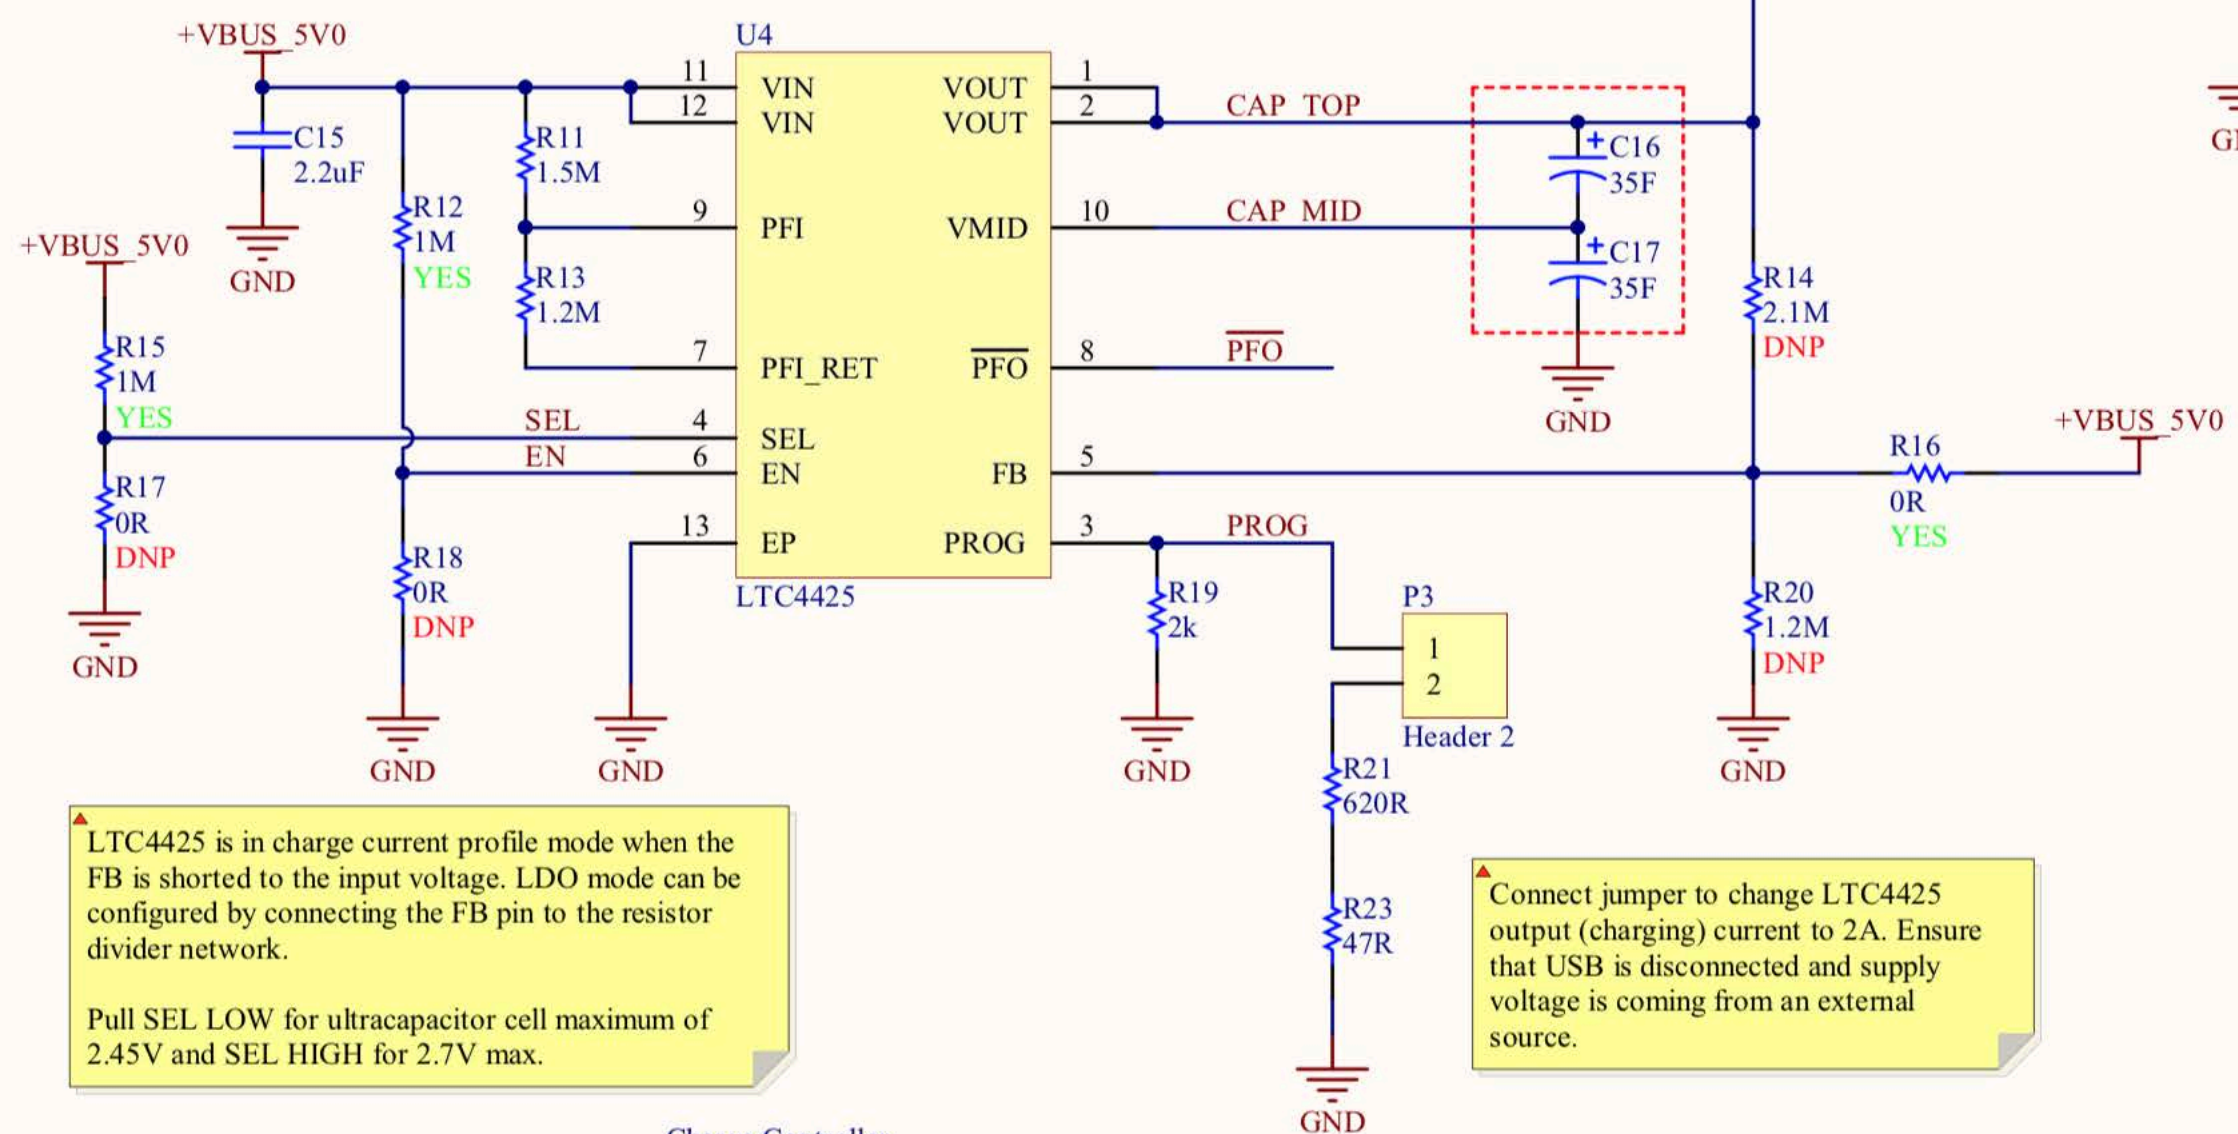 +VBUS_5V0
C15
2.2uF
GND
+VBUS_5V0
R15
1M
YES
R17
0R
DNP
GND
R12
1M
YES
R18
0R
DNP
GND
R11
1.5M
R13
1.2M
SEL
EN
GND
U4
11
12
9
7
4
6
13
VIN
VIN
PFI
PFI_RET
SEL
EN
EP
VOUT
VOUT
VMID
PFO
FB
PROG
LTC4425
1
2
10
8
5
3
CAP_TOP
CAP_MID
PFO
PROG
C16
35F
C17
35F
GND
R14
2.1M
DNP
R16
0R
YES
+VBUS_5V0
R20
1.2M
DNP
GND
R19
2k
GND
P3
1
2
Header 2
R21
620R
R23
47R
GND
LTC4425 is in charge current profile mode when the
FB is shorted to the input voltage. LDO mode can be
configured by connecting the FB pin to the resistor
divider network.
Pull SEL LOW for ultracapacitor cell maximum of
2.45V and SEL HIGH for 2.7V max.
Connect jumper to change LTC4425
output (charging) current to 2A. Ensure
that USB is disconnected and supply
voltage is coming from an external
source.